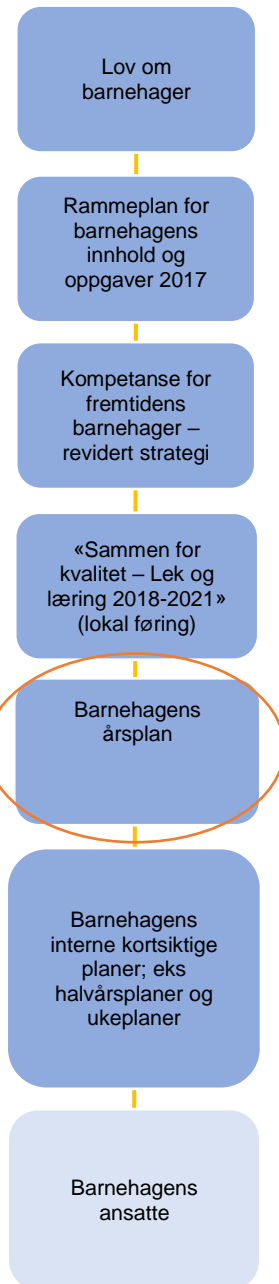 Lov om
barnehager
Rammeplan for
barnehagens
innhold og
oppgaver 2017
Kompetanse for
fremtidens
barnehager –
revidert strategi
«Sammen for
kvalitet – Lek og
læring 2018-2021»
(lokal føring)
Barnehagens
årsplan
Barnehagens
interne kortsiktige
planer; eks
halvårsplaner og
ukeplaner
Barnehagens
ansatte